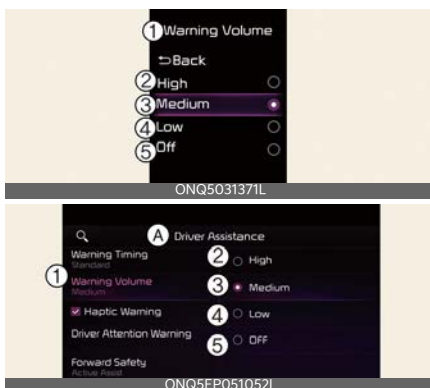 ① Warning Volume
Back
② High
③ Medium
④ Low
⑤ Off
ONQ5031371L
Ⓐ Driver Assistance
Warning Timing
Standard
① Warning Volume
Medium
Haptic Warning
Driver Attention Warning
Forward Safety
Active Assist
② High
③ Medium
④ Low
⑤ OFF
ONQ5EP051052L